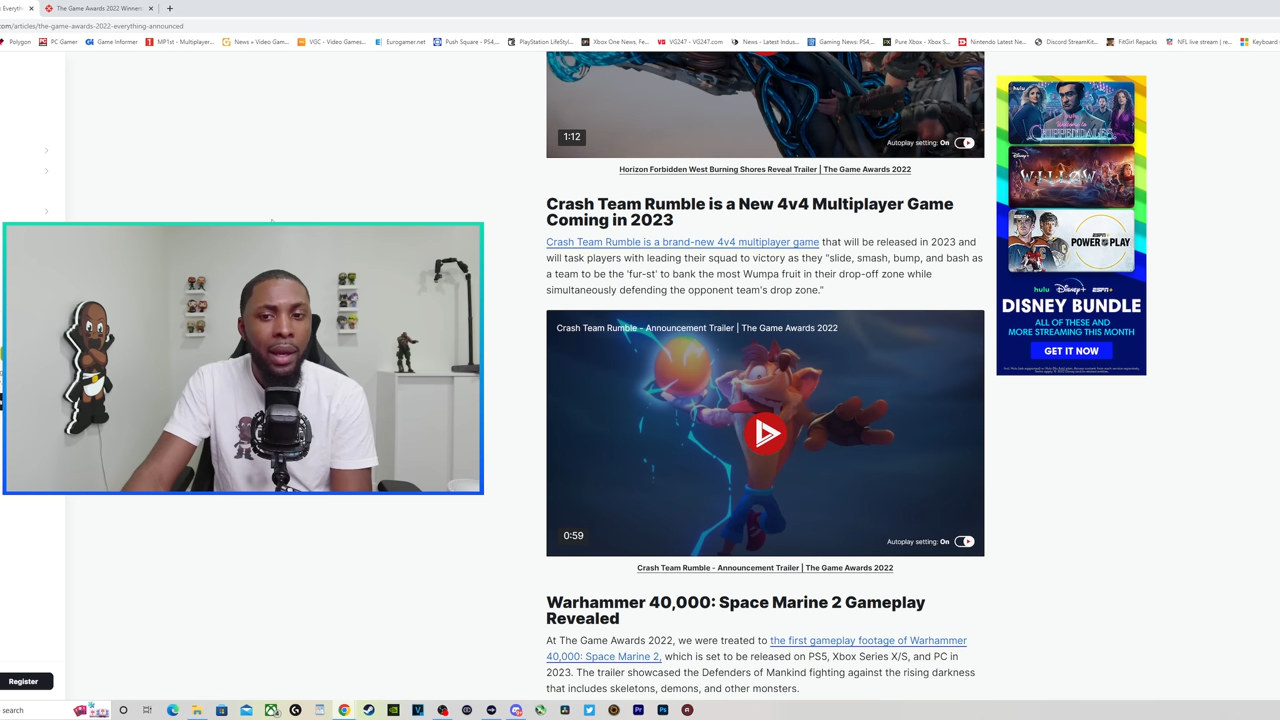 Everythi
The Game Awards 2022 Winners
com/articles/the-game-awards-2022-everything-announced
Polygon
PC Gamer
Game Informer
MP1st - Multiplayer...
News » Video Gam...
VGC - Video Games...
Eurogamer.net
Push Square - PS4,...
PlayStation LifeStyl...
Xbox One News, Fe...
VG247 - VG247.com
News - Latest Indus...
Gaming News: PS4,...
Pure Xbox - Xbox S...
Nintendo Latest Ne...
Discord StreamKit...
FitGirl Repacks
NFL live stream | re...
Keyboard
1:12
Autoplay setting: On
Horizon Forbidden West Burning Shores Reveal Trailer | The Game Awards 2022
Crash Team Rumble is a New 4v4 Multiplayer Game
Coming in 2023
Crash Team Rumble is a brand-new 4v4 multiplayer game that will be released in 2023 and
will task players with leading their squad to victory as they "slide, smash, bump, and bash as
a team to be the 'fur-st' to bank the most Wumpa fruit in their drop-off zone while
simultaneously defending the opponent team's drop zone."
Crash Team Rumble - Announcement Trailer | The Game Awards 2022
0:59
Autoplay setting: On
Crash Team Rumble - Announcement Trailer | The Game Awards 2022
Warhammer 40,000: Space Marine 2 Gameplay
Revealed
At The Game Awards 2022, we were treated to the first gameplay footage of Warhammer
40,000: Space Marine 2, which is set to be released on PS5, Xbox Series X/S, and PC in
2023. The trailer showcased the Defenders of Mankind fighting against the rising darkness
that includes skeletons, demons, and other monsters.
hulu
Welcome to
CHIPPENDALES
Disney+
WILLOW
ESPN+
POWER PLAY
hulu Disney+ ESPN+
DISNEY BUNDLE
ALL OF THESE AND
MORE STREAMING THIS MONTH
GET IT NOW
Register
search